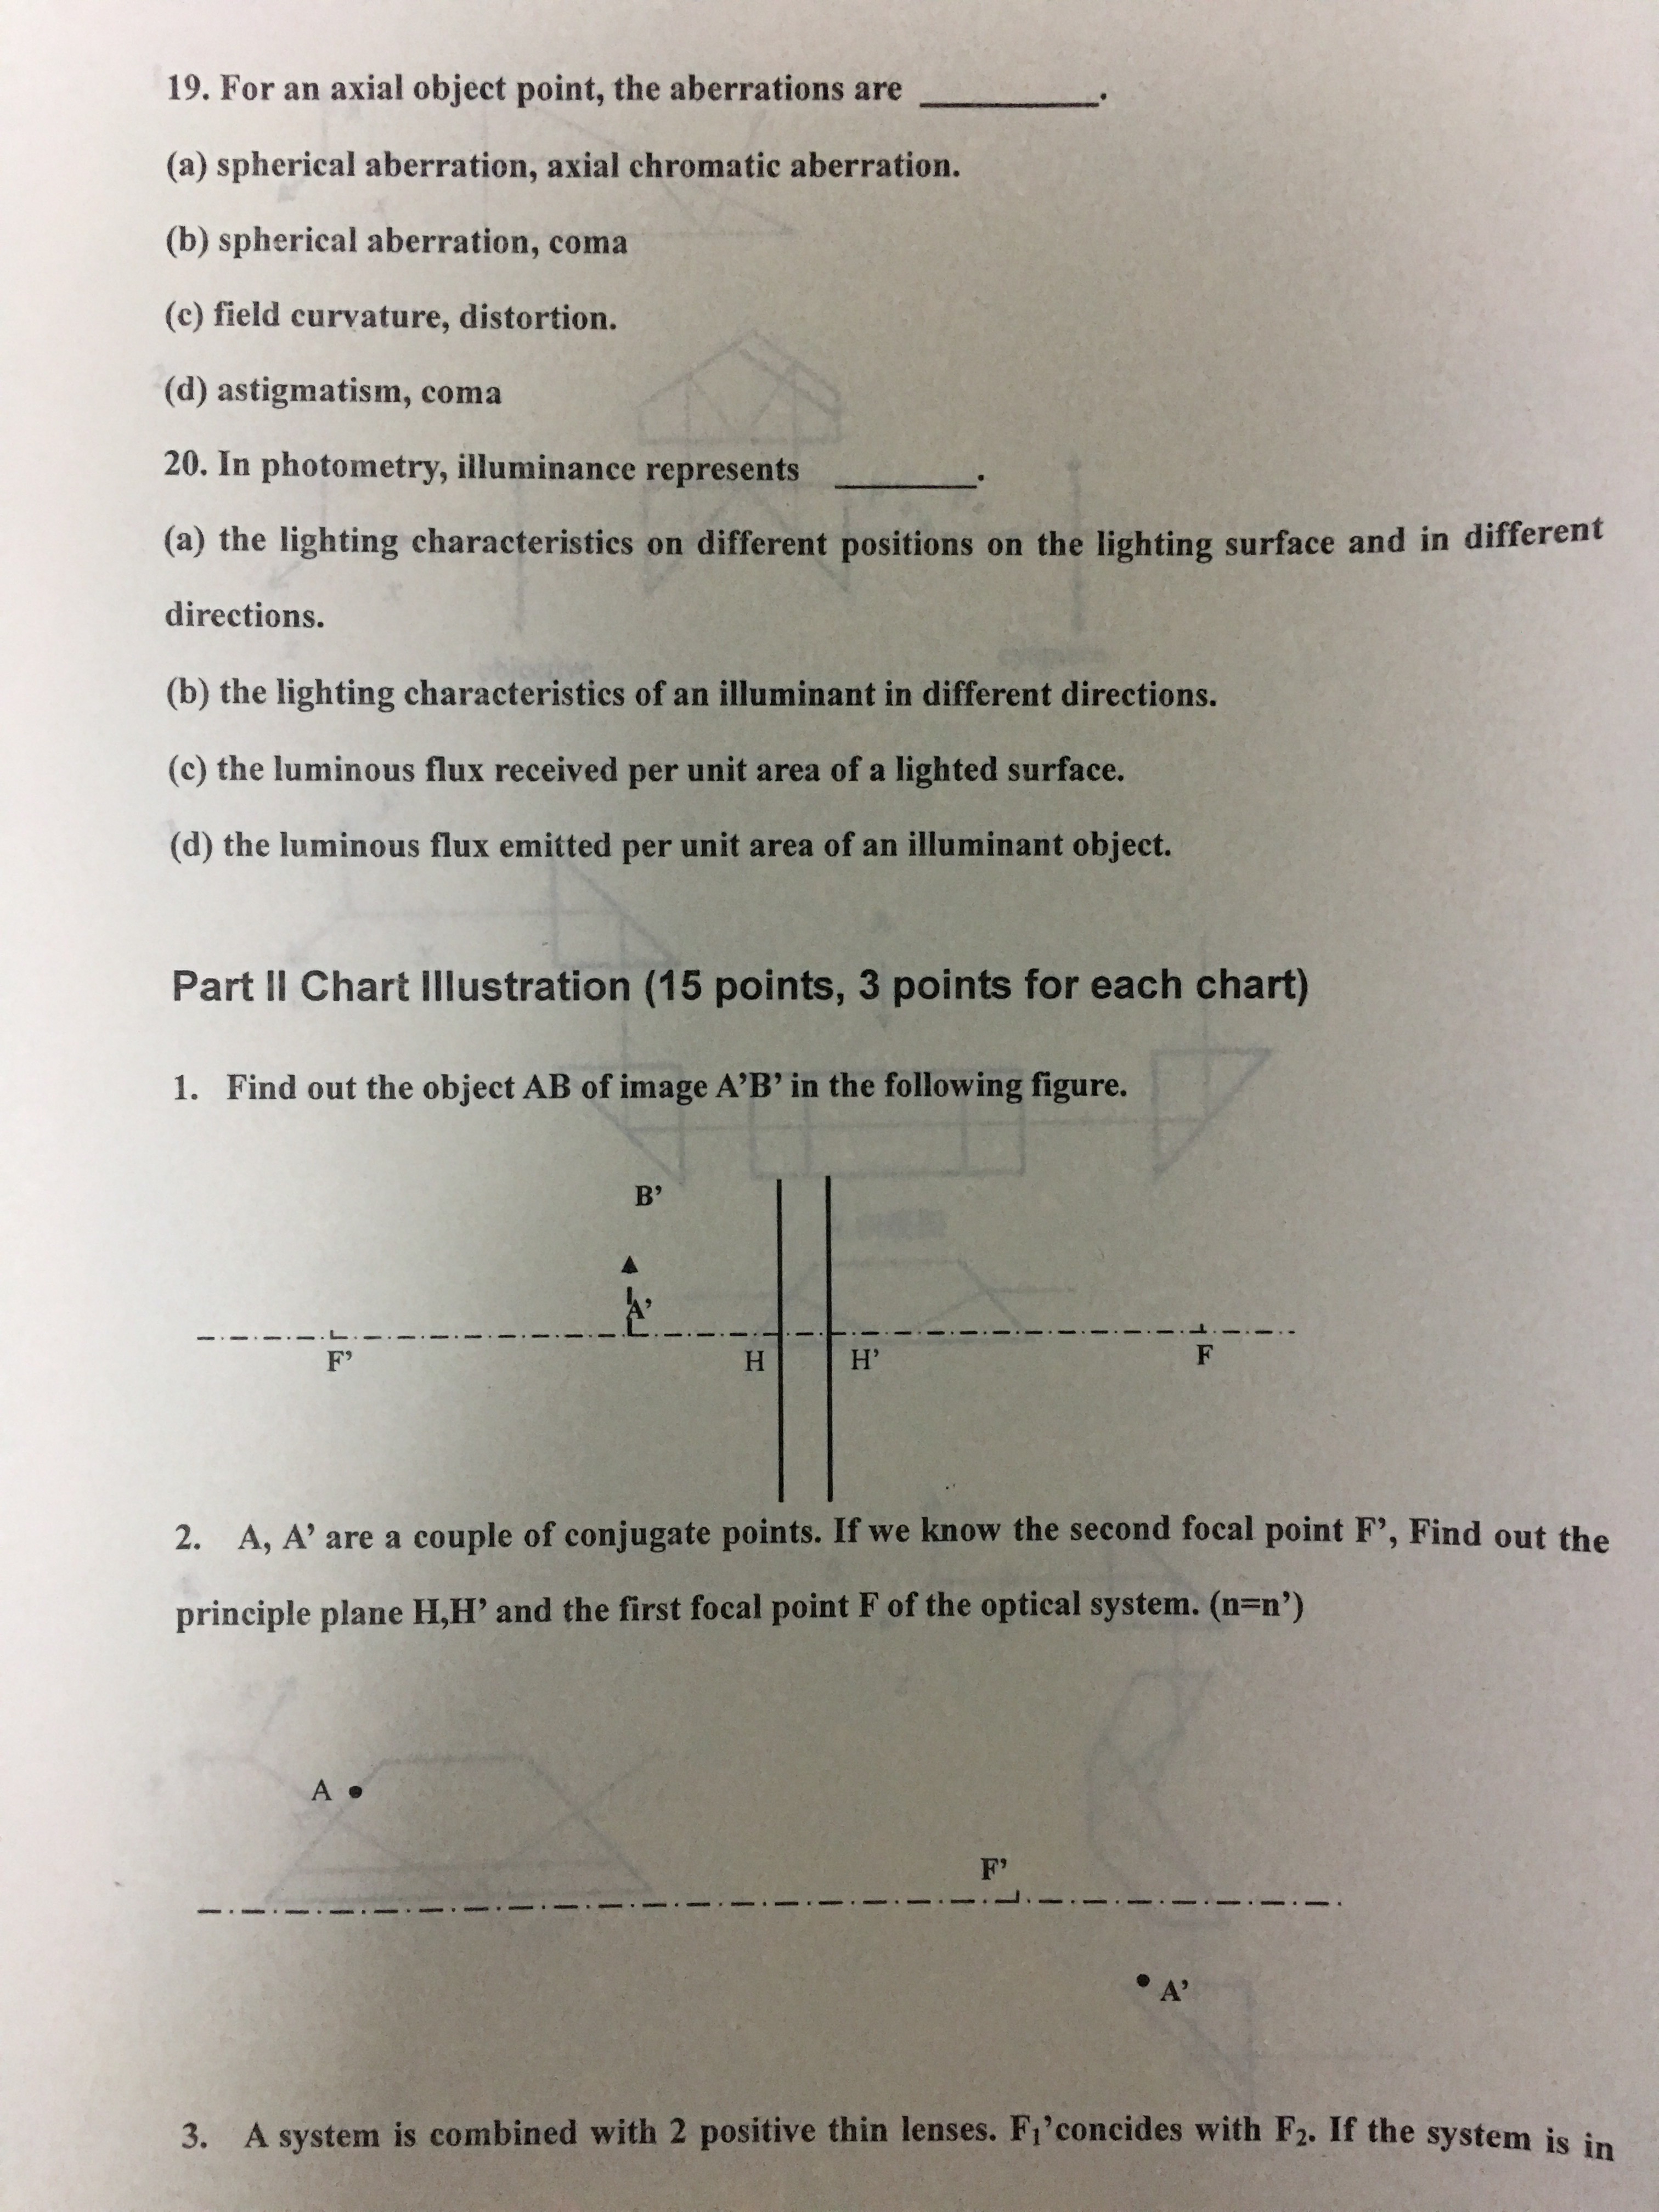 19. For an axial object point, the aberrations are __________.
(a) spherical aberration, axial chromatic aberration.
(b) spherical aberration, coma
(c) field curvature, distortion.
(d) astigmatism, coma
20. In photometry, illuminance represents ________.
(a) the lighting characteristics on different positions on the lighting surface and in different
directions.
(b) the lighting characteristics of an illuminant in different directions.
(c) the luminous flux received per unit area of a lighted surface.
(d) the luminous flux emitted per unit area of an illuminant object.
Part II Chart Illustration (15 points, 3 points for each chart)
1. Find out the object AB of image A’B’ in the following figure.
B’
A’
F’ H H’ F
2. A, A’ are a couple of conjugate points. If we know the second focal point F’, Find out the
principle plane H,H’ and the first focal point F of the optical system. (n=n’)
A
F’
A’
3. A system is combined with 2 positive thin lenses. F₁’concides with F₂. If the system is in